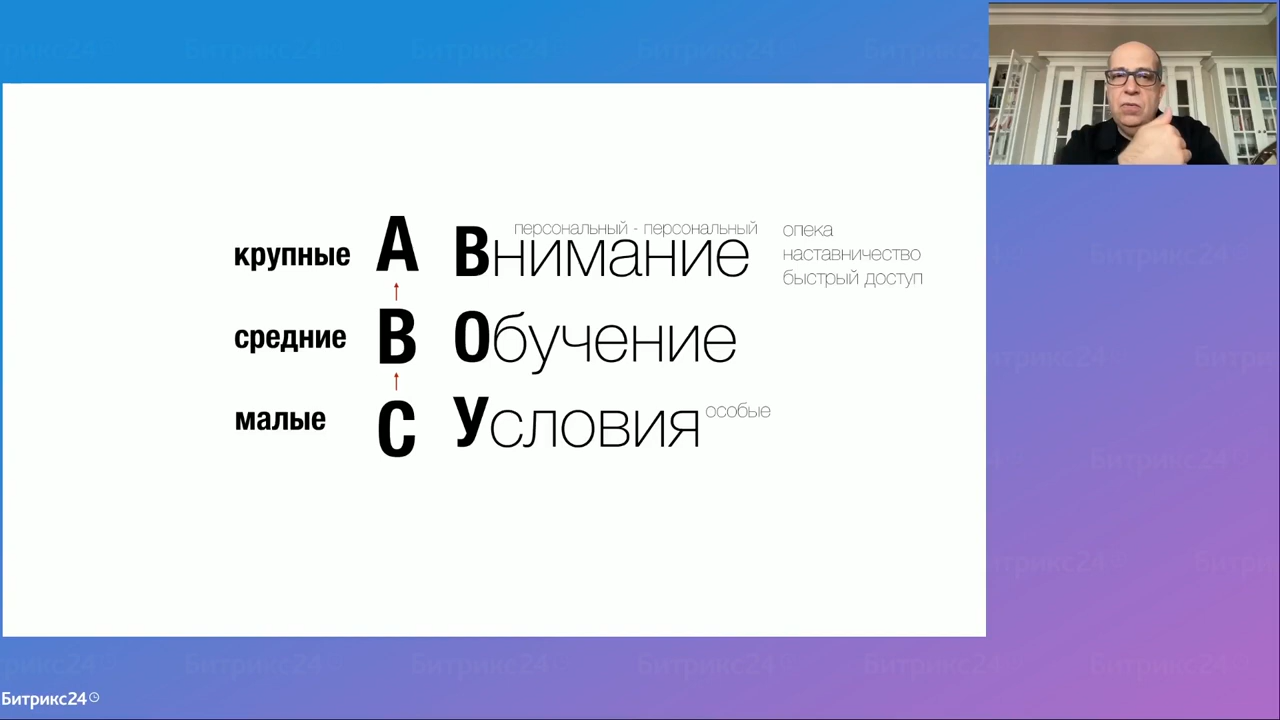 персональный - персональный
крупные А Внимание
опека
наставничество
быстрый доступ
средние В Обучение
малые С Условия особые
Битрикс24